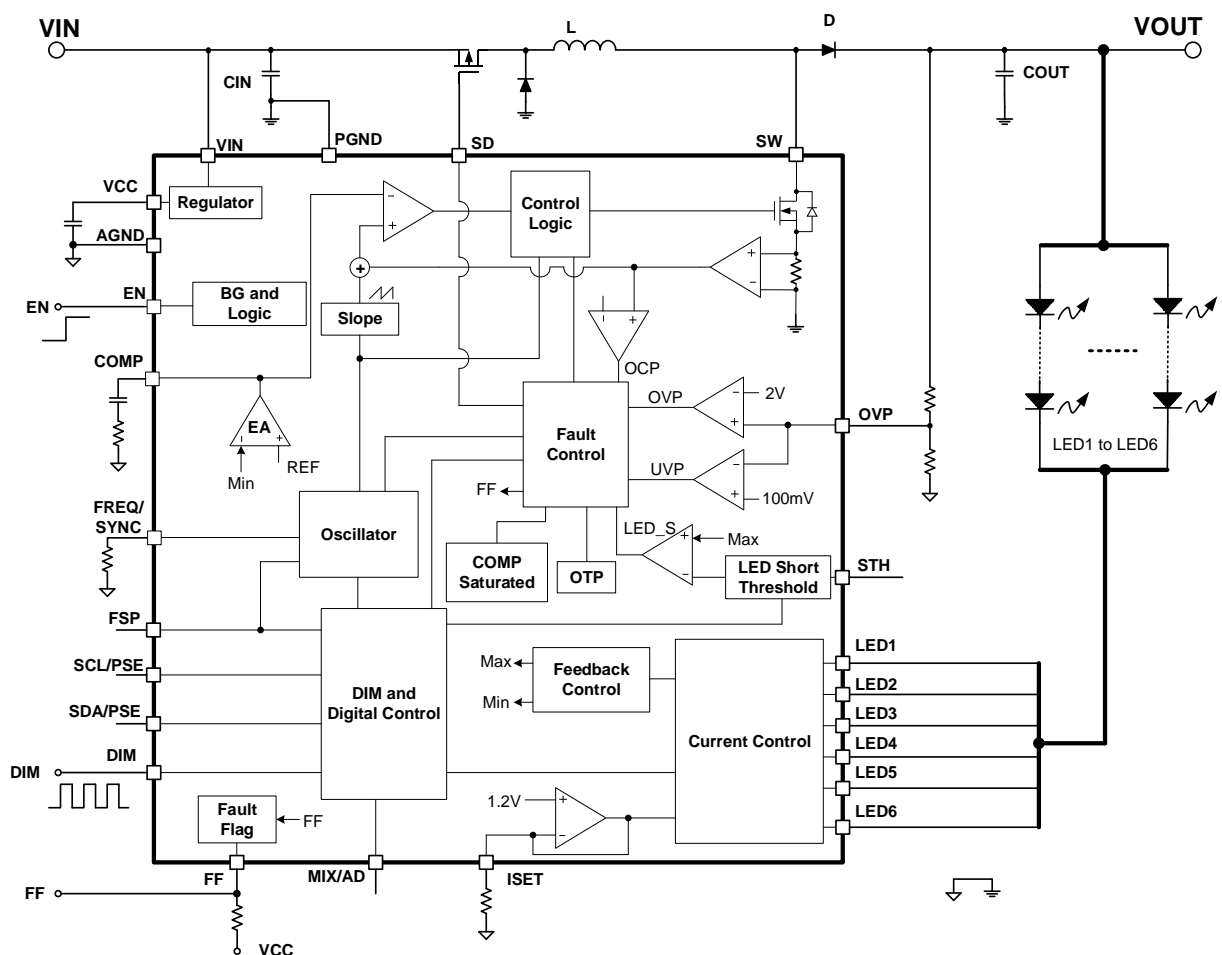 VIN
L
D
VOUT
CIN
COUT
VIN
PGND
SD
SW
VCC
Regulator
Control
Logic
AGND
EN
EN
BG and
Logic
Slope
COMP
OCP
EA
REF
Min
OVP
2V
OVP
Fault
Control
UVP
100mV
LED1 to LED6
FF
FREQ/
SYNC
Oscillator
LED_S
Max
COMP
Saturated
OTP
LED Short
Threshold
STH
FSP
SCL/PSE
SDA/PSE
DIM
DIM
DIM and
Digital Control
Max
Min
Feedback
Control
Current Control
LED1
LED2
LED3
LED4
LED5
LED6
1.2V
Fault
Flag
FF
FF
MIX/AD
ISET
FF
VCC